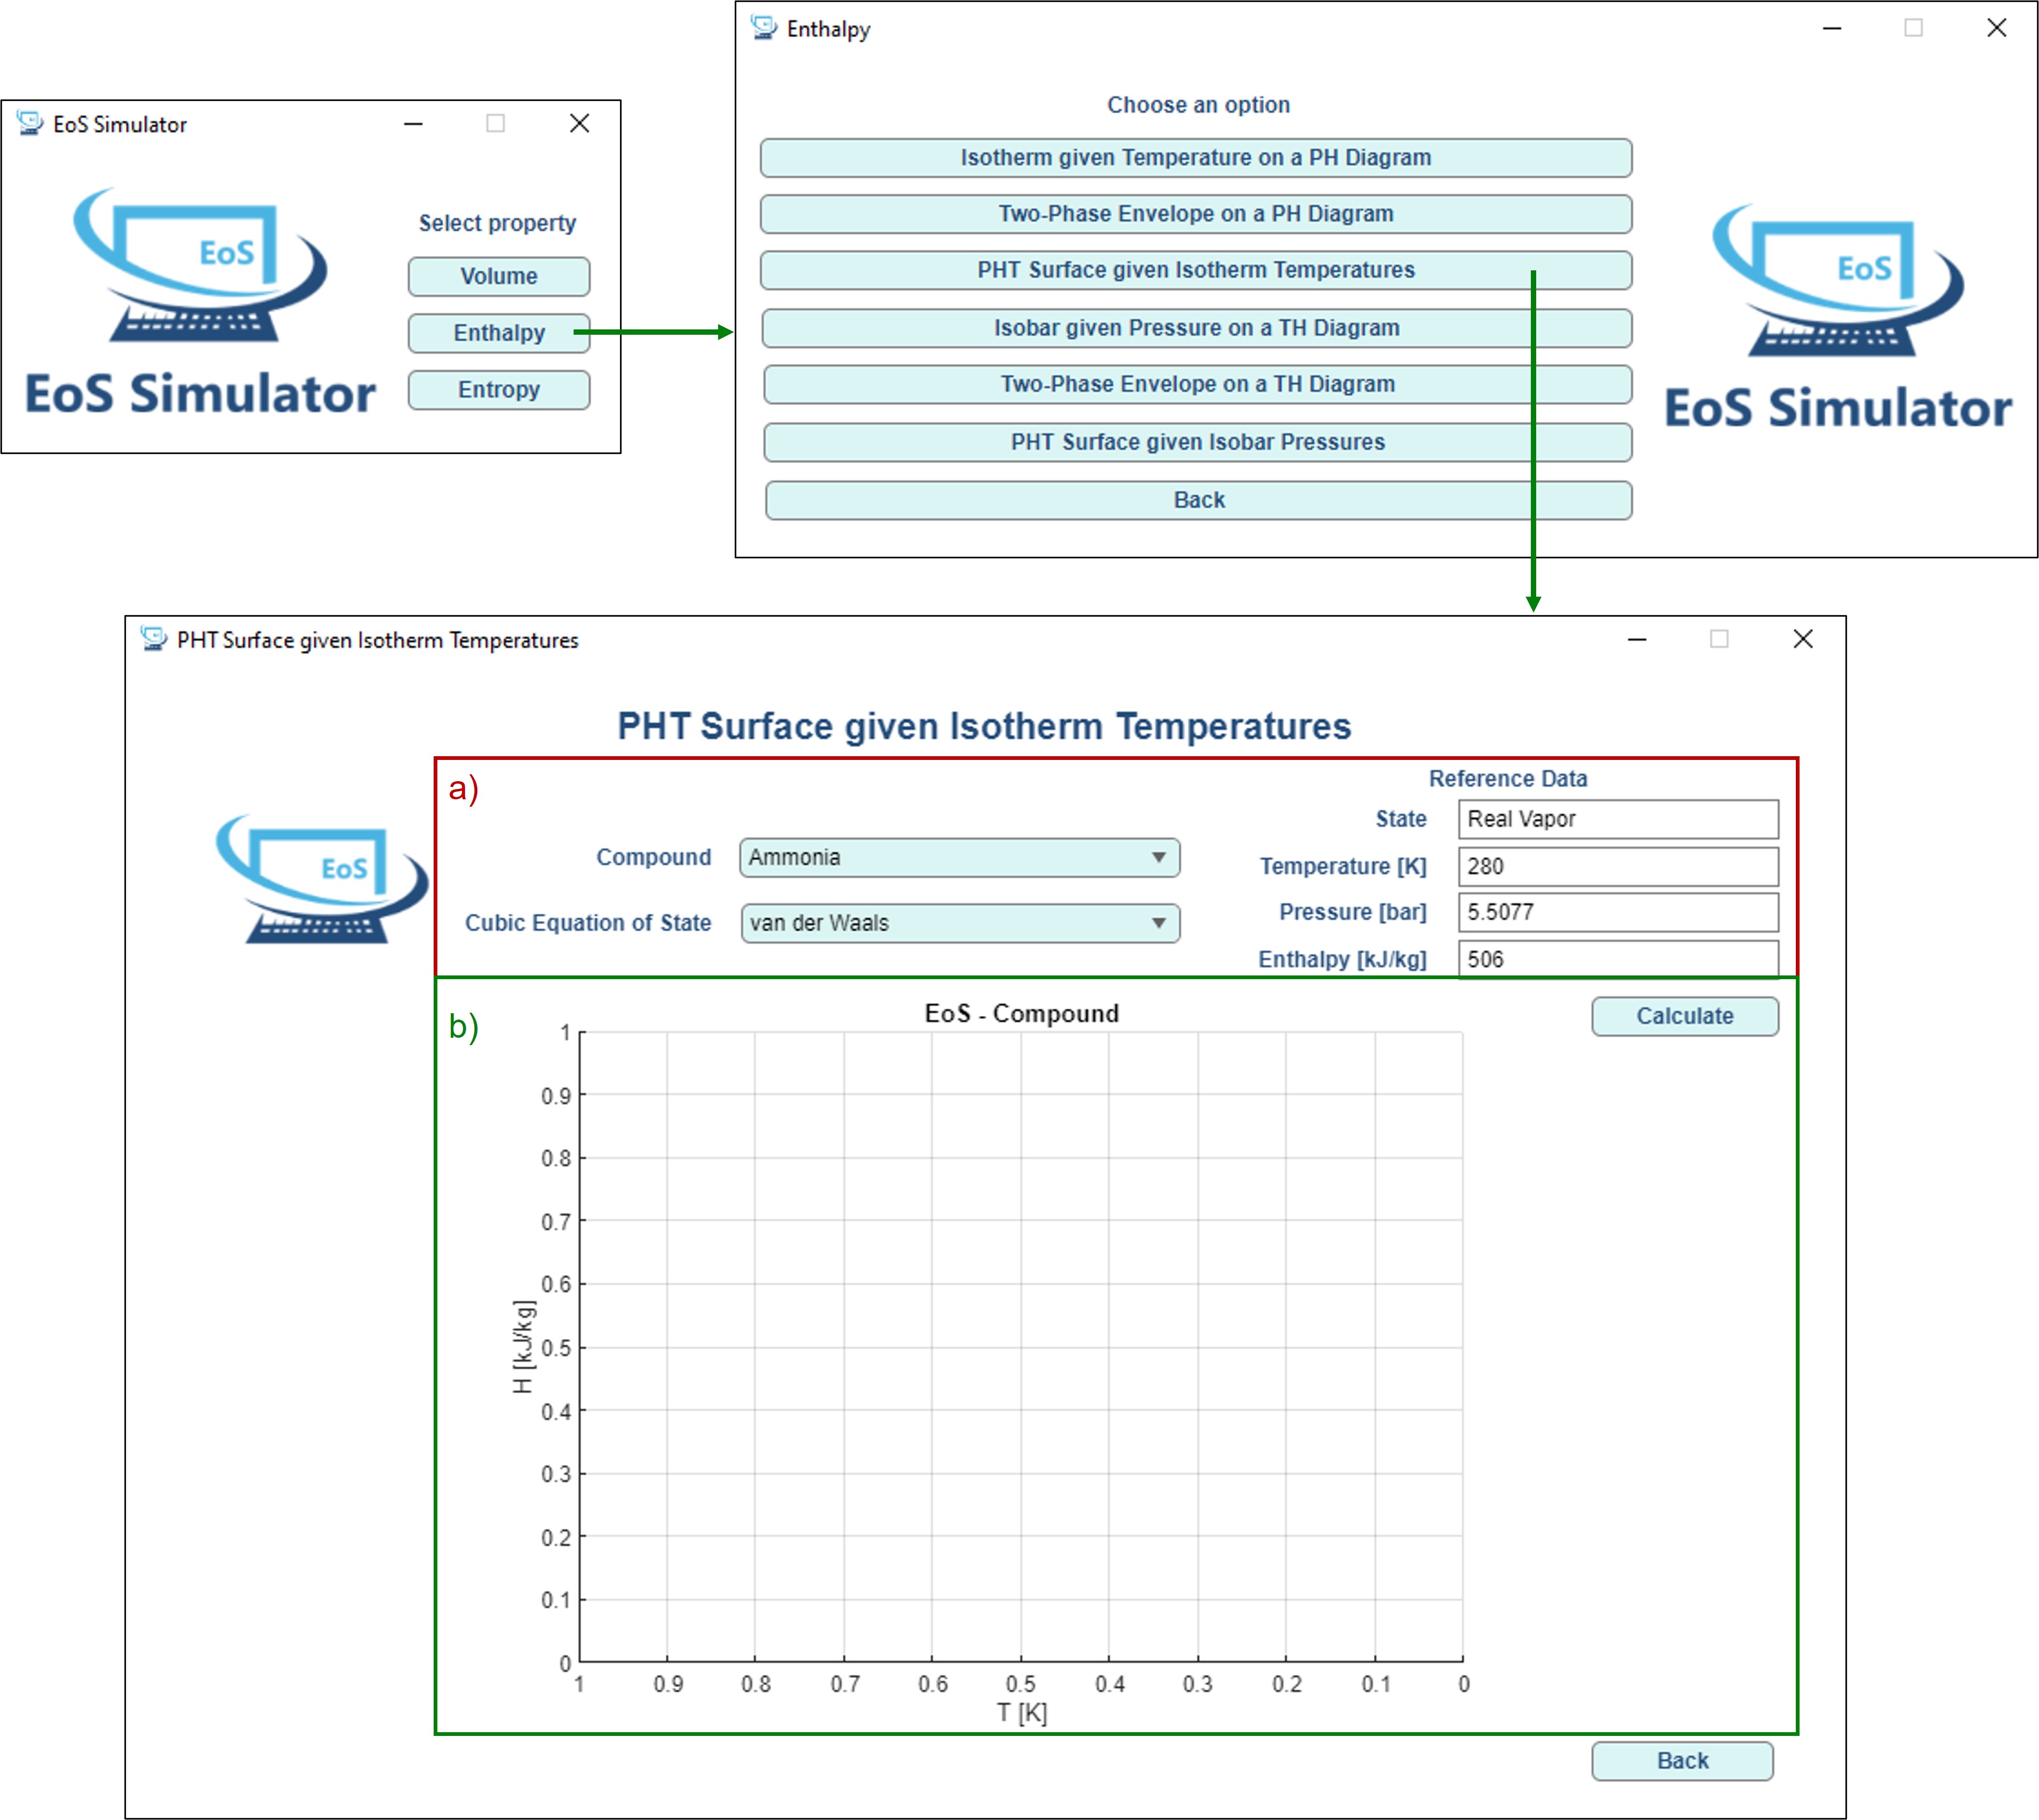 EoS Simulator
EoS
EoS Simulator
Select property
Volume
Enthalpy
Entropy
Enthalpy
Choose an option
Isotherm given Temperature on a PH Diagram
Two-Phase Envelope on a PH Diagram
PHT Surface given Isotherm Temperatures
Isobar given Pressure on a TH Diagram
Two-Phase Envelope on a TH Diagram
PHT Surface given Isobar Pressures
Back
EoS
EoS Simulator
PHT Surface given Isotherm Temperatures
PHT Surface given Isotherm Temperatures
EoS
a)
Compound Ammonia
Cubic Equation of State van der Waals
Reference Data
State Real Vapor
Temperature [K] 280
Pressure [bar] 5.5077
Enthalpy [kJ/kg] 506
b)
EoS - Compound
Calculate
1
0.9
0.8
0.7
0.6
0.5
0.4
0.3
0.2
0.1
0
H [kJ/kg]
1 0.9 0.8 0.7 0.6 0.5 0.4 0.3 0.2 0.1 0
T [K]
Back